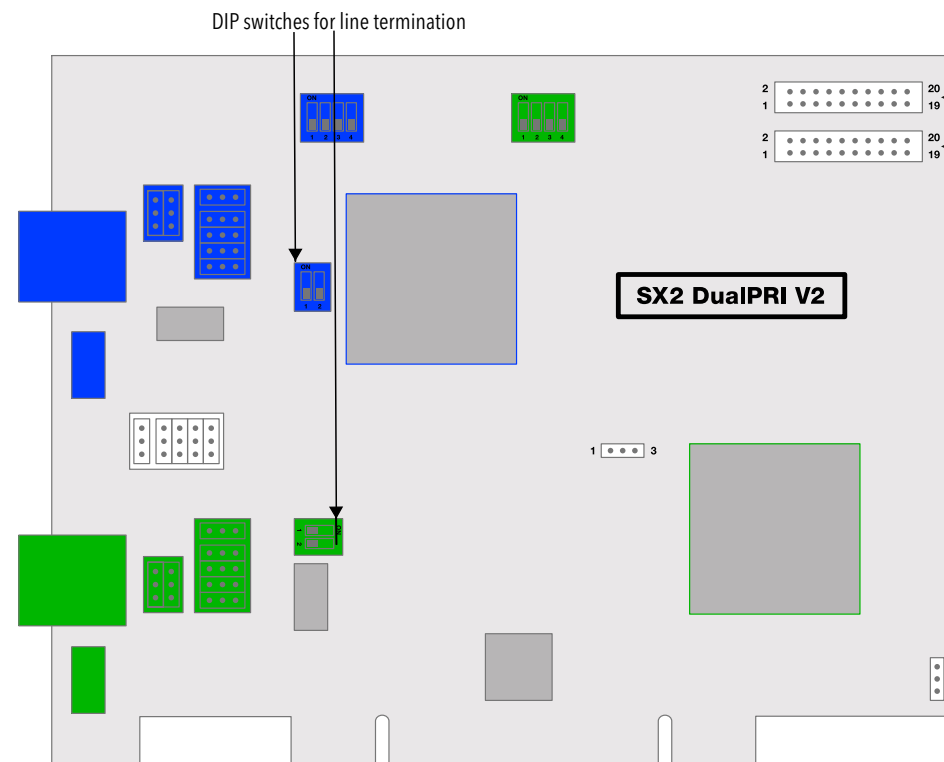 DIP switches for line termination
ON
1 2 3 4
ON
1 2 3 4
2 20
1 19
2 20
1 19
ON
1 2
SX2 DualPRI V2
1 3
1 ON
2